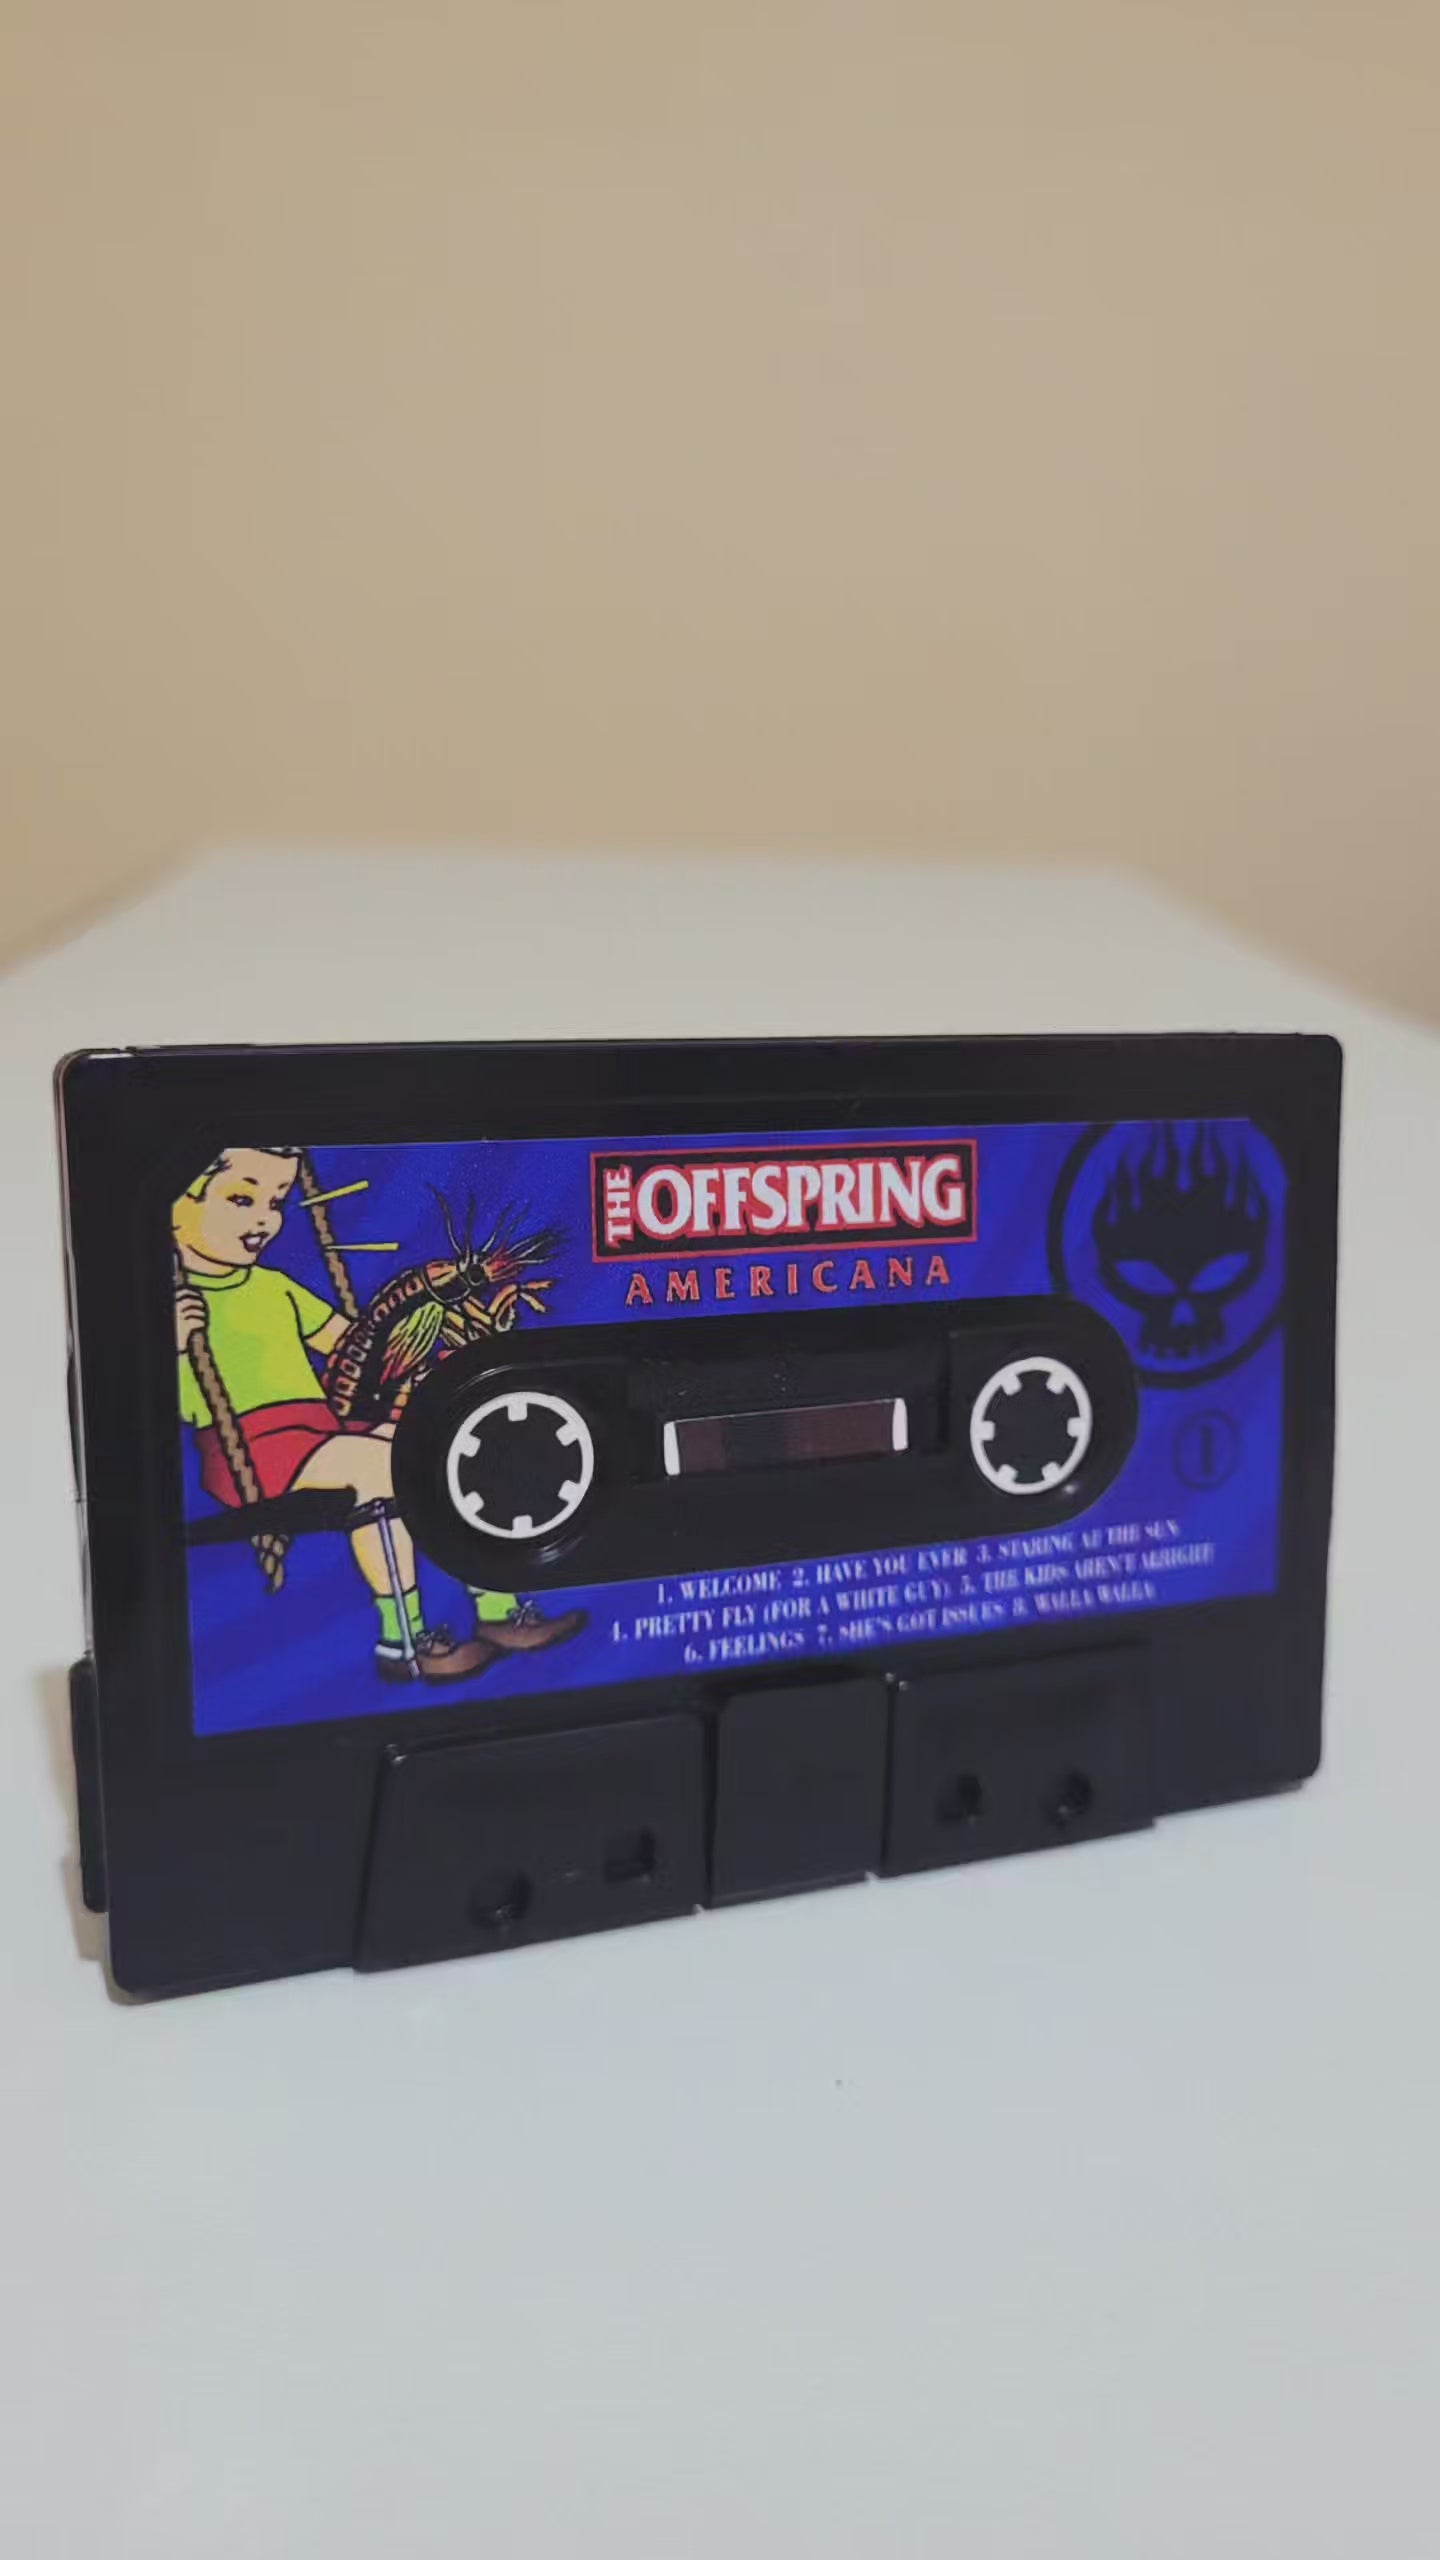 THE OFFSPRING
AMERICANA
1
1. WELCOME 2. HAVE YOU EVER 3. STARING AT THE SUN
4. PRETTY FLY (FOR A WHITE GUY) 5. THE KIDS AREN'T ALRIGHT
6. FEELINGS 7. SHE'S GOT ISSUES 8. WALLA WALLA